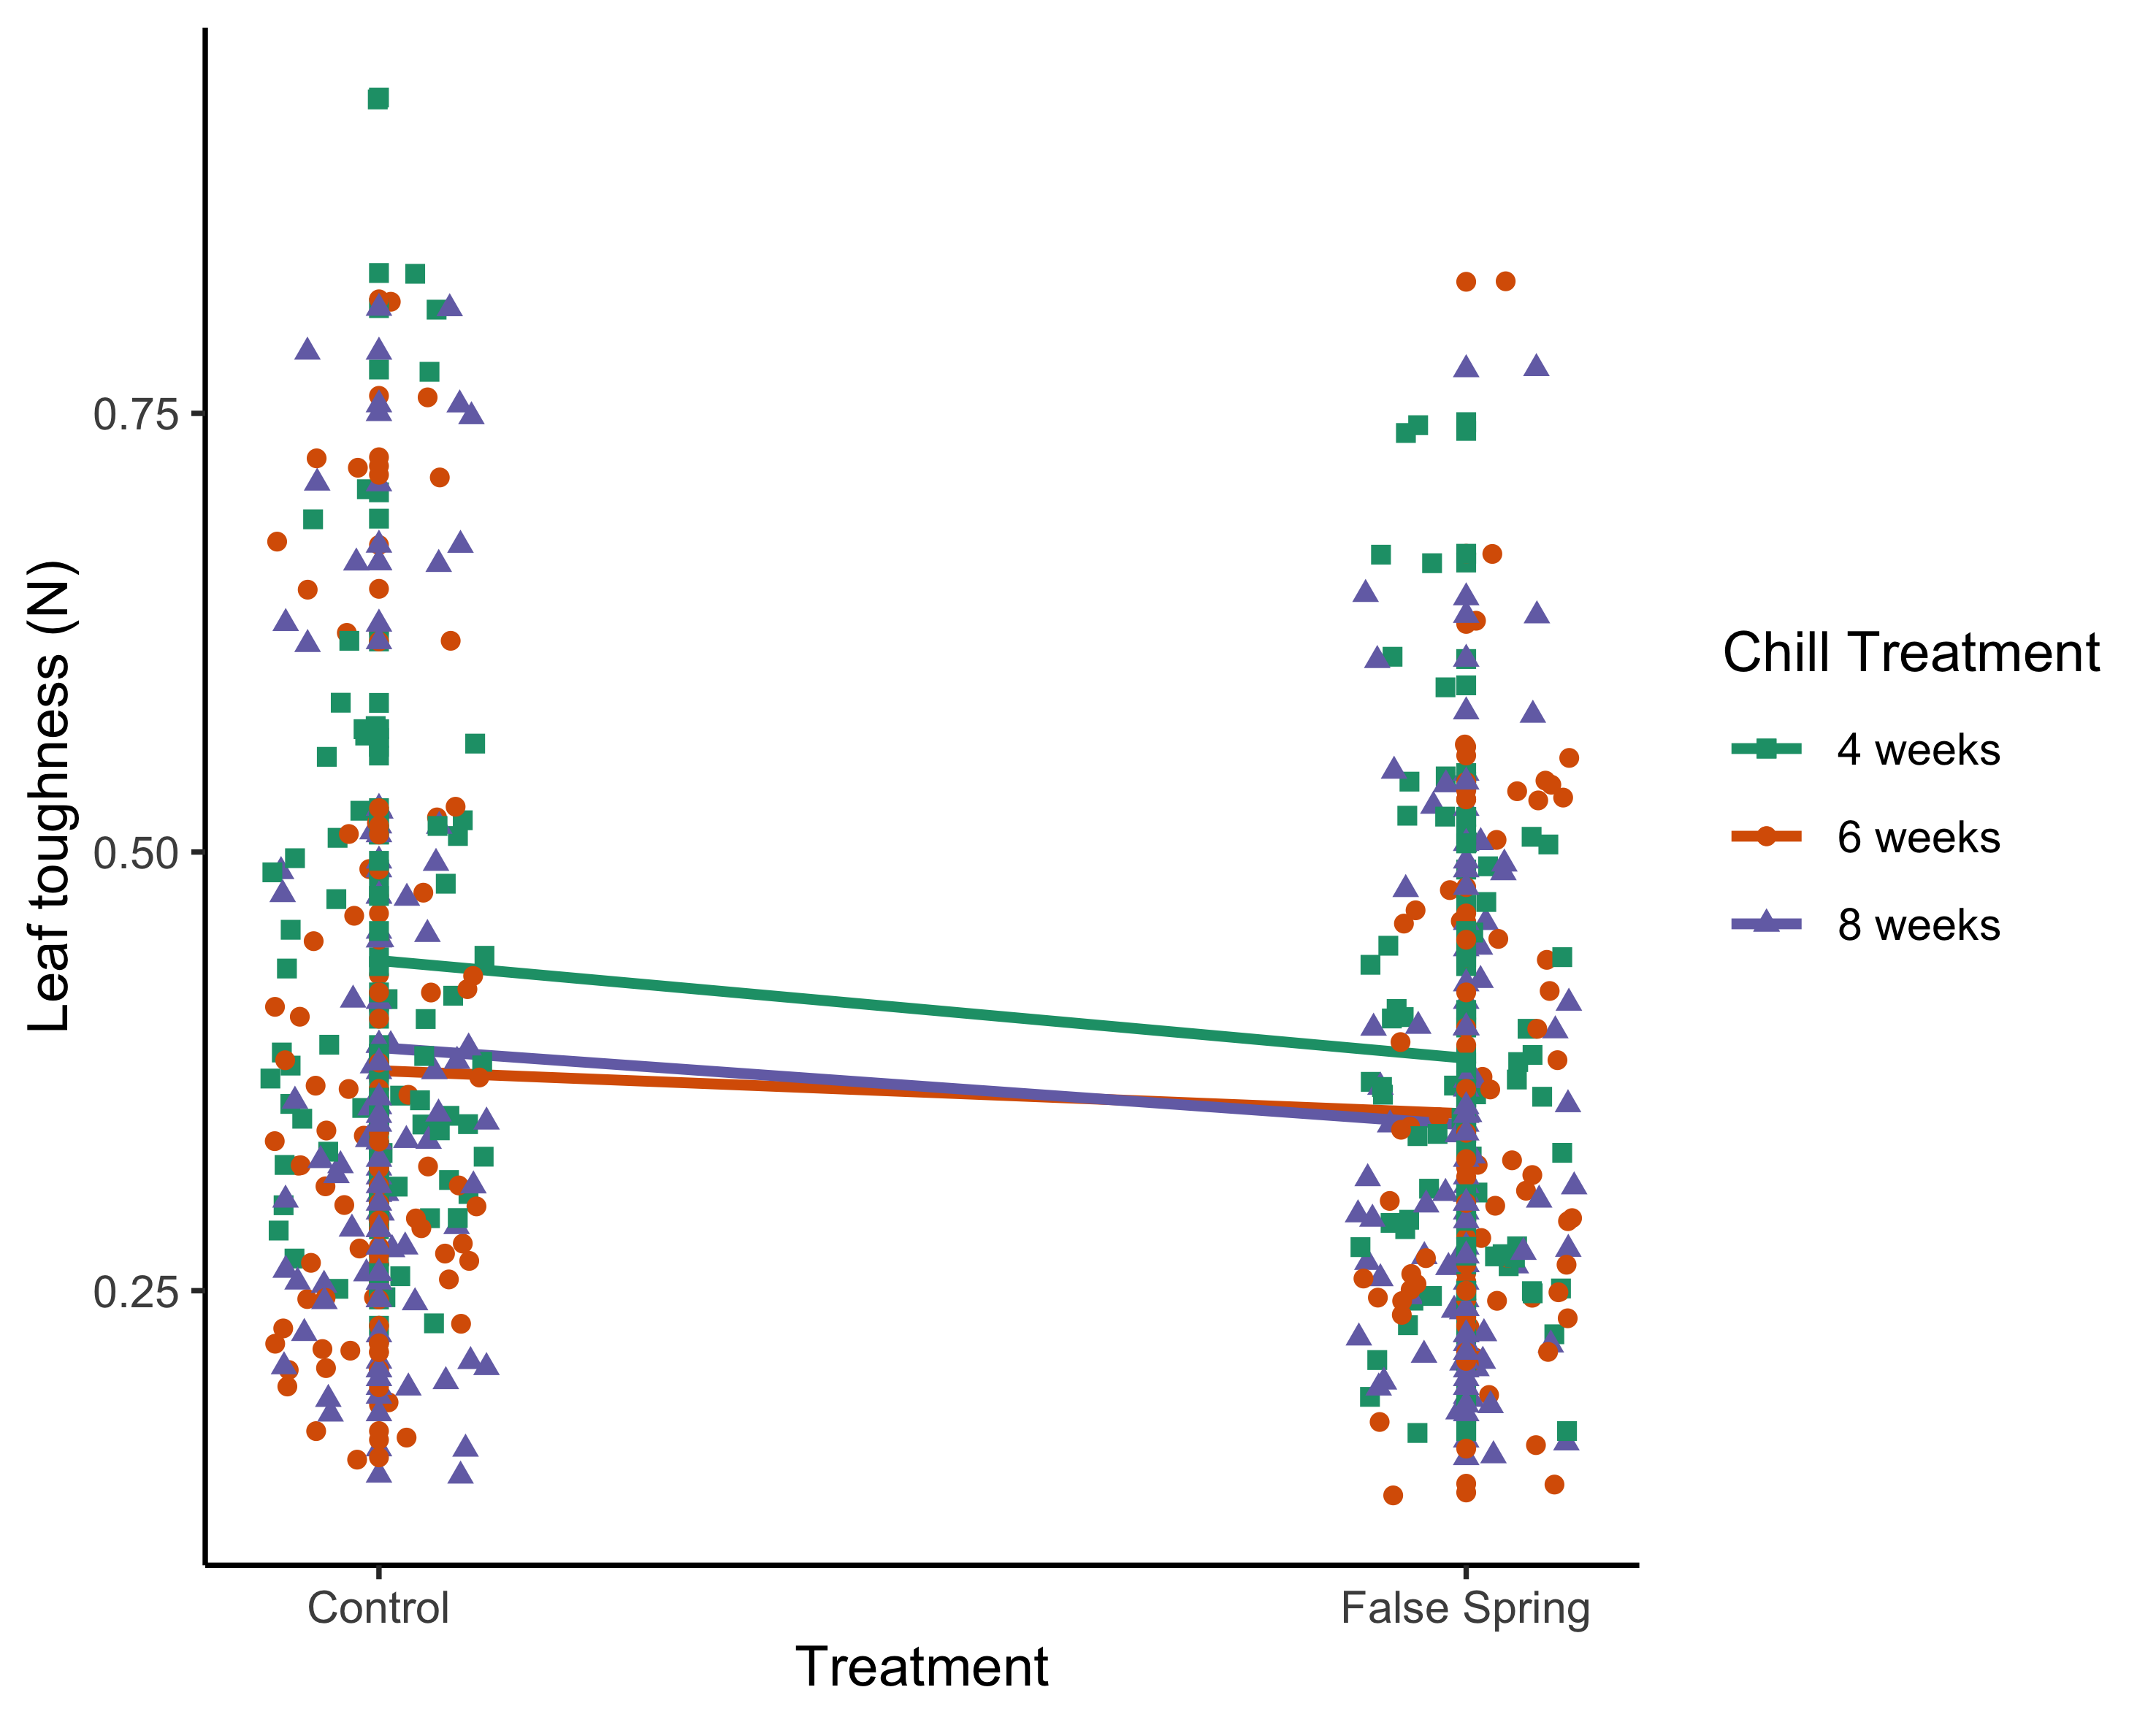 Leaf toughness (N)
0.75
0.50
0.25
Control
False Spring
Treatment
Chill Treatment
4 weeks
6 weeks
8 weeks